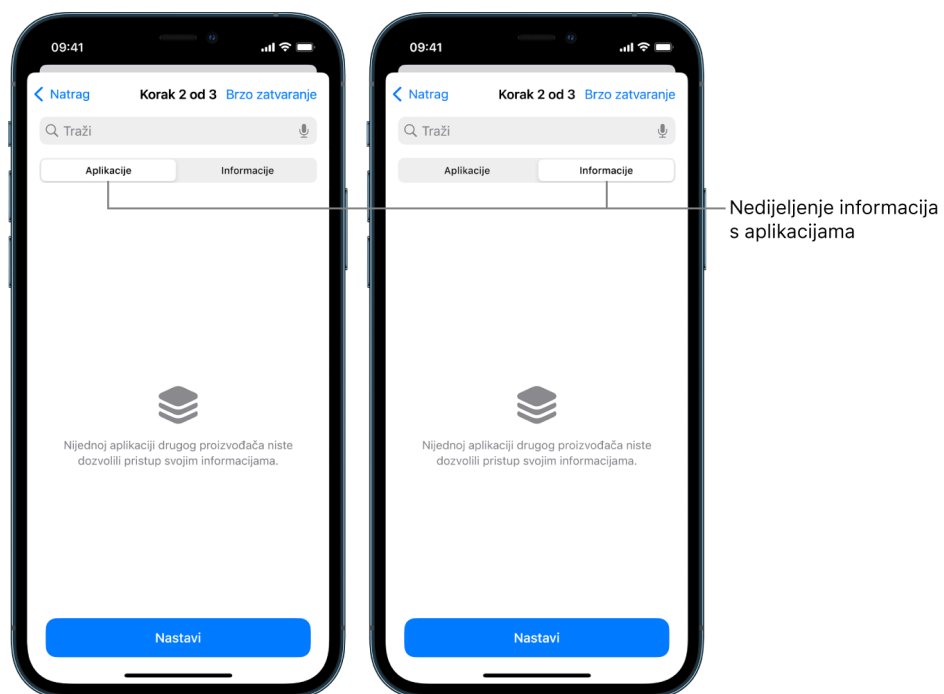 09:41
Natrag Korak 2 od 3 Brzo zatvaranje
Traži
Aplikacije Informacije
Nijednoj aplikaciji drugog proizvođača niste
dozvolili pristup svojim informacijama.
Nastavi
09:41
Natrag Korak 2 od 3 Brzo zatvaranje
Traži
Aplikacije Informacije
Nijednoj aplikaciji drugog proizvođača niste
dozvolili pristup svojim informacijama.
Nastavi
Nedijeljenje informacija
s aplikacijama